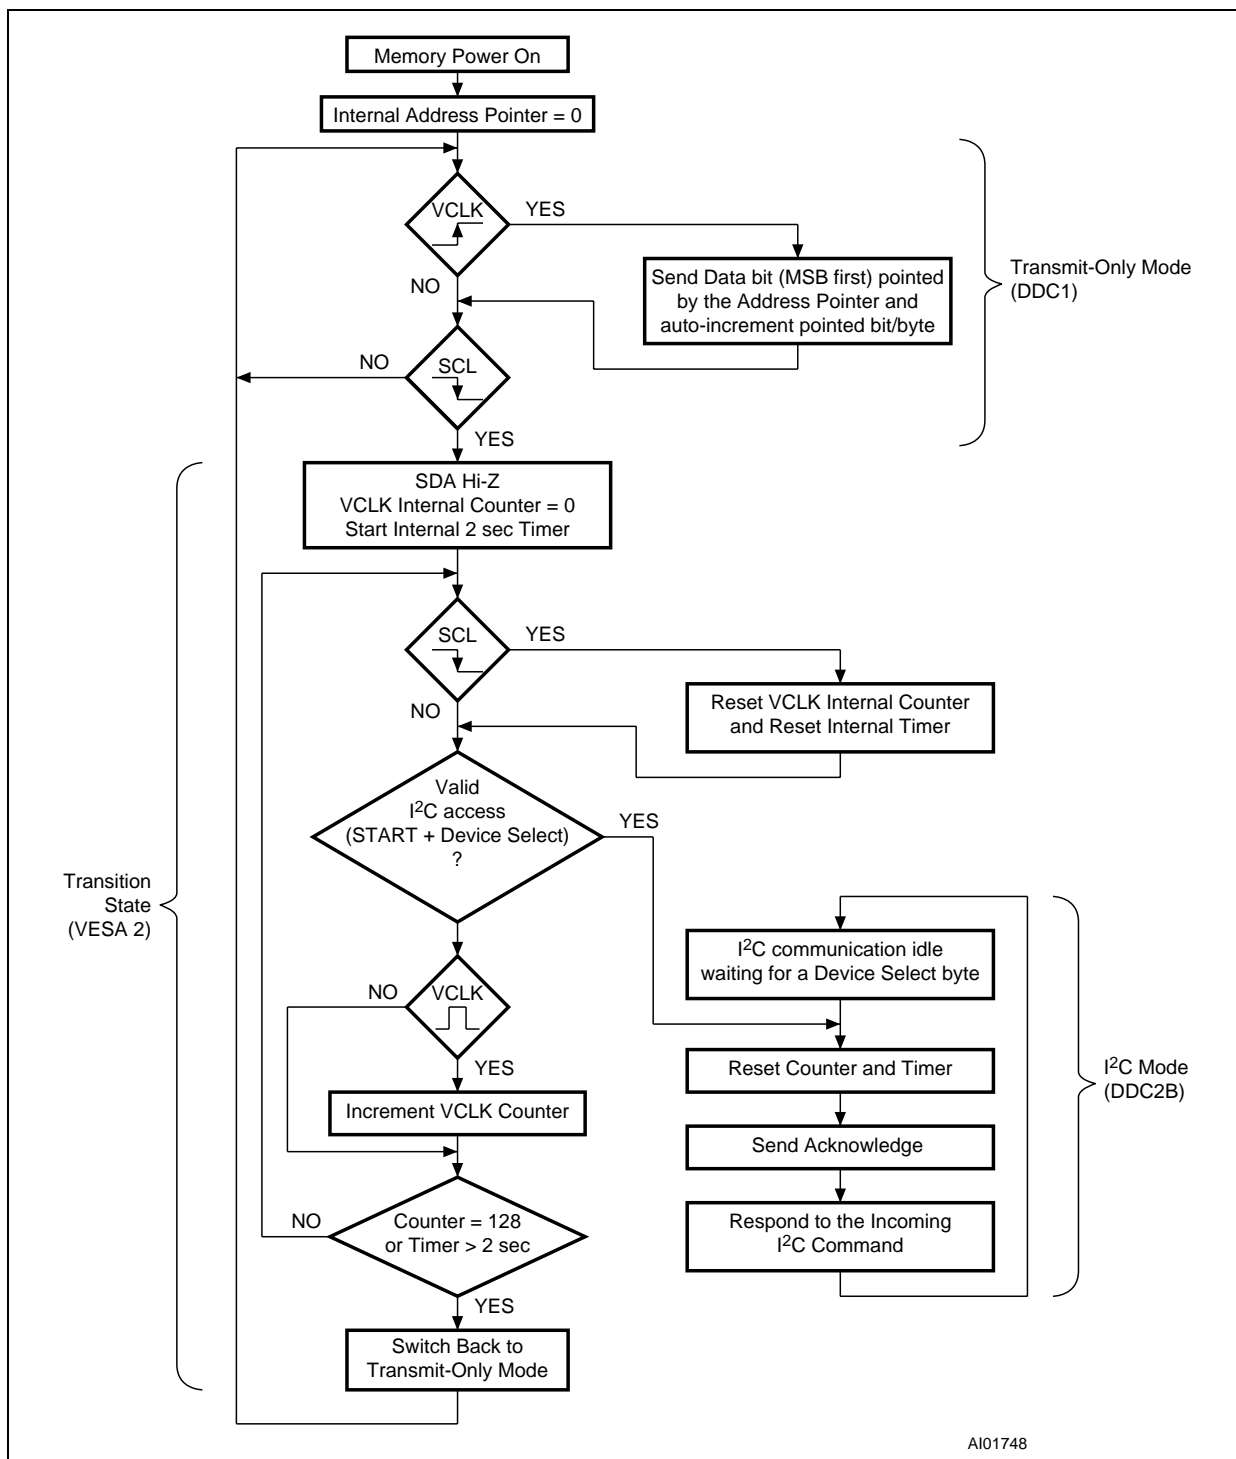 Memory Power On
Internal Address Pointer = 0
VCLK
YES
NO
Send Data bit (MSB first) pointed
by the Address Pointer and
auto-increment pointed bit/byte
Transmit-Only Mode
(DDC1)
NO
SCL
YES
SDA Hi-Z
VCLK Internal Counter = 0
Start Internal 2 sec Timer
SCL
YES
NO
Reset VCLK Internal Counter
and Reset Internal Timer
Valid
I2C access
(START + Device Select)
?
YES
Transition
State
(VESA 2)
I2C communication idle
waiting for a Device Select byte
NO
VCLK
YES
Reset Counter and Timer
I2C Mode
(DDC2B)
Increment VCLK Counter
Send Acknowledge
NO
Counter = 128
or Timer > 2 sec
Respond to the Incoming
I2C Command
YES
Switch Back to
Transmit-Only Mode
AI01748